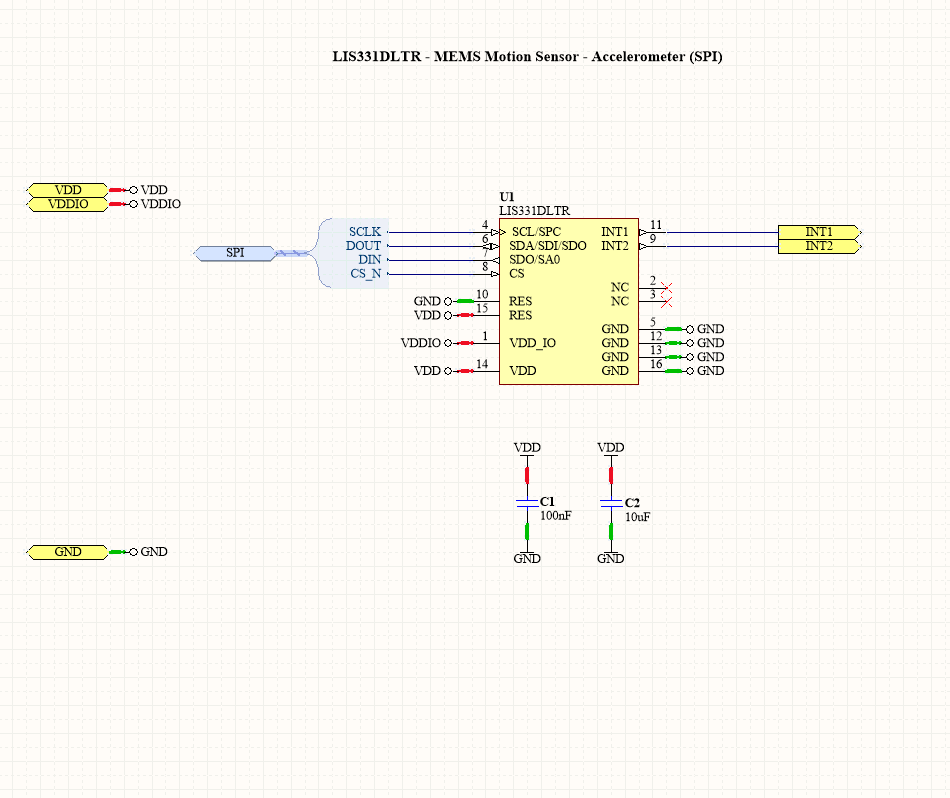 LIS331DLTR - MEMS Motion Sensor - Accelerometer (SPI)
VDD VDD
VDDIO VDDIO
U1
LIS331DLTR
SPI
SCLK 4 SCL/SPC INT1 11 INT1
DOUT 6 SDA/SDI/SDO INT2 9 INT2
DIN 7 SDO/SA0
CS_N 8 CS
NC 2
GND 10 RES NC 3
VDD 15 RES
GND 5 GND
VDDIO 1 VDD_IO GND 12 GND
GND 13 GND
VDD 14 VDD GND 16 GND
VDD VDD
C1 C2
100nF 10uF
GND GND
GND GND